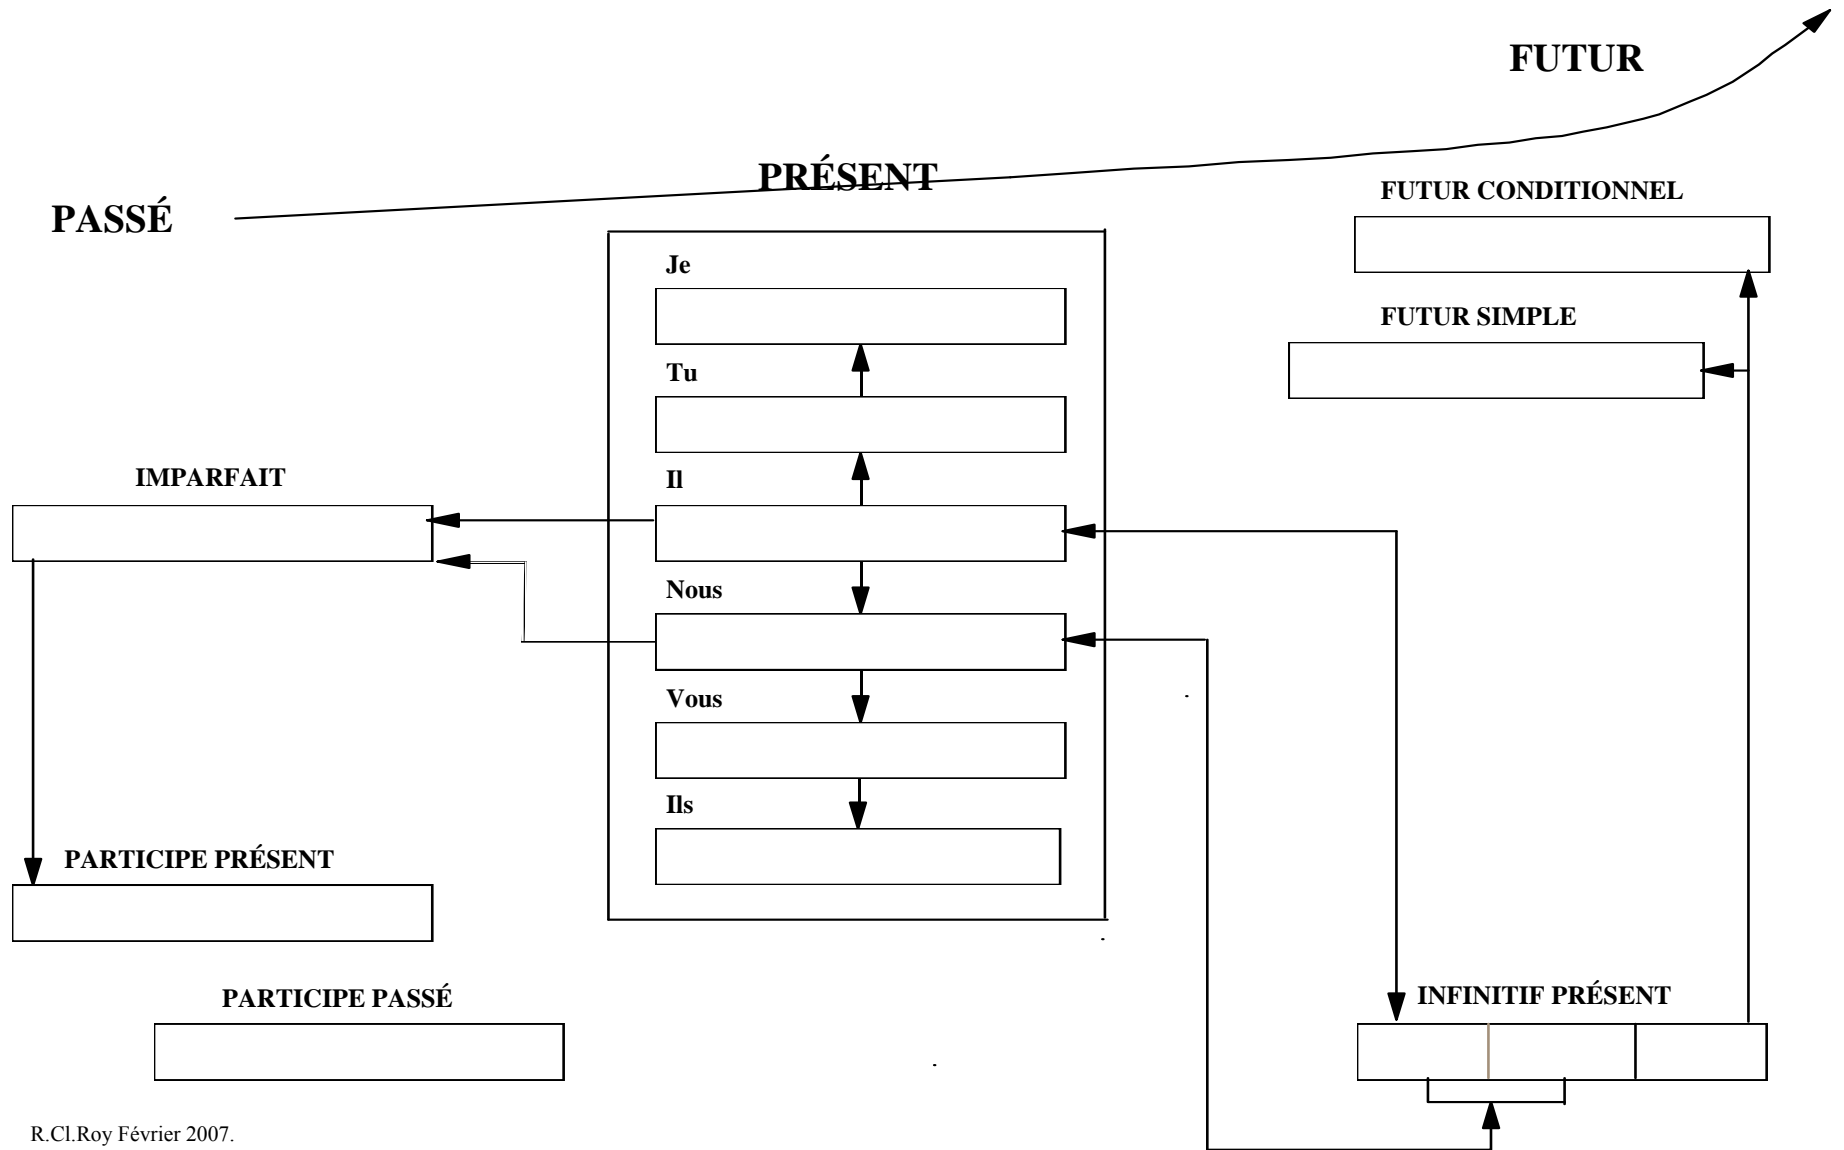 FUTUR
PRÉSENT
PASSÉ
FUTUR CONDITIONNEL
Je
FUTUR SIMPLE
Tu
IMPARFAIT
Il
Nous
Vous
Ils
PARTICIPE PRÉSENT
PARTICIPE PASSÉ
INFINITIF PRÉSENT
R.Cl.Roy Février 2007.